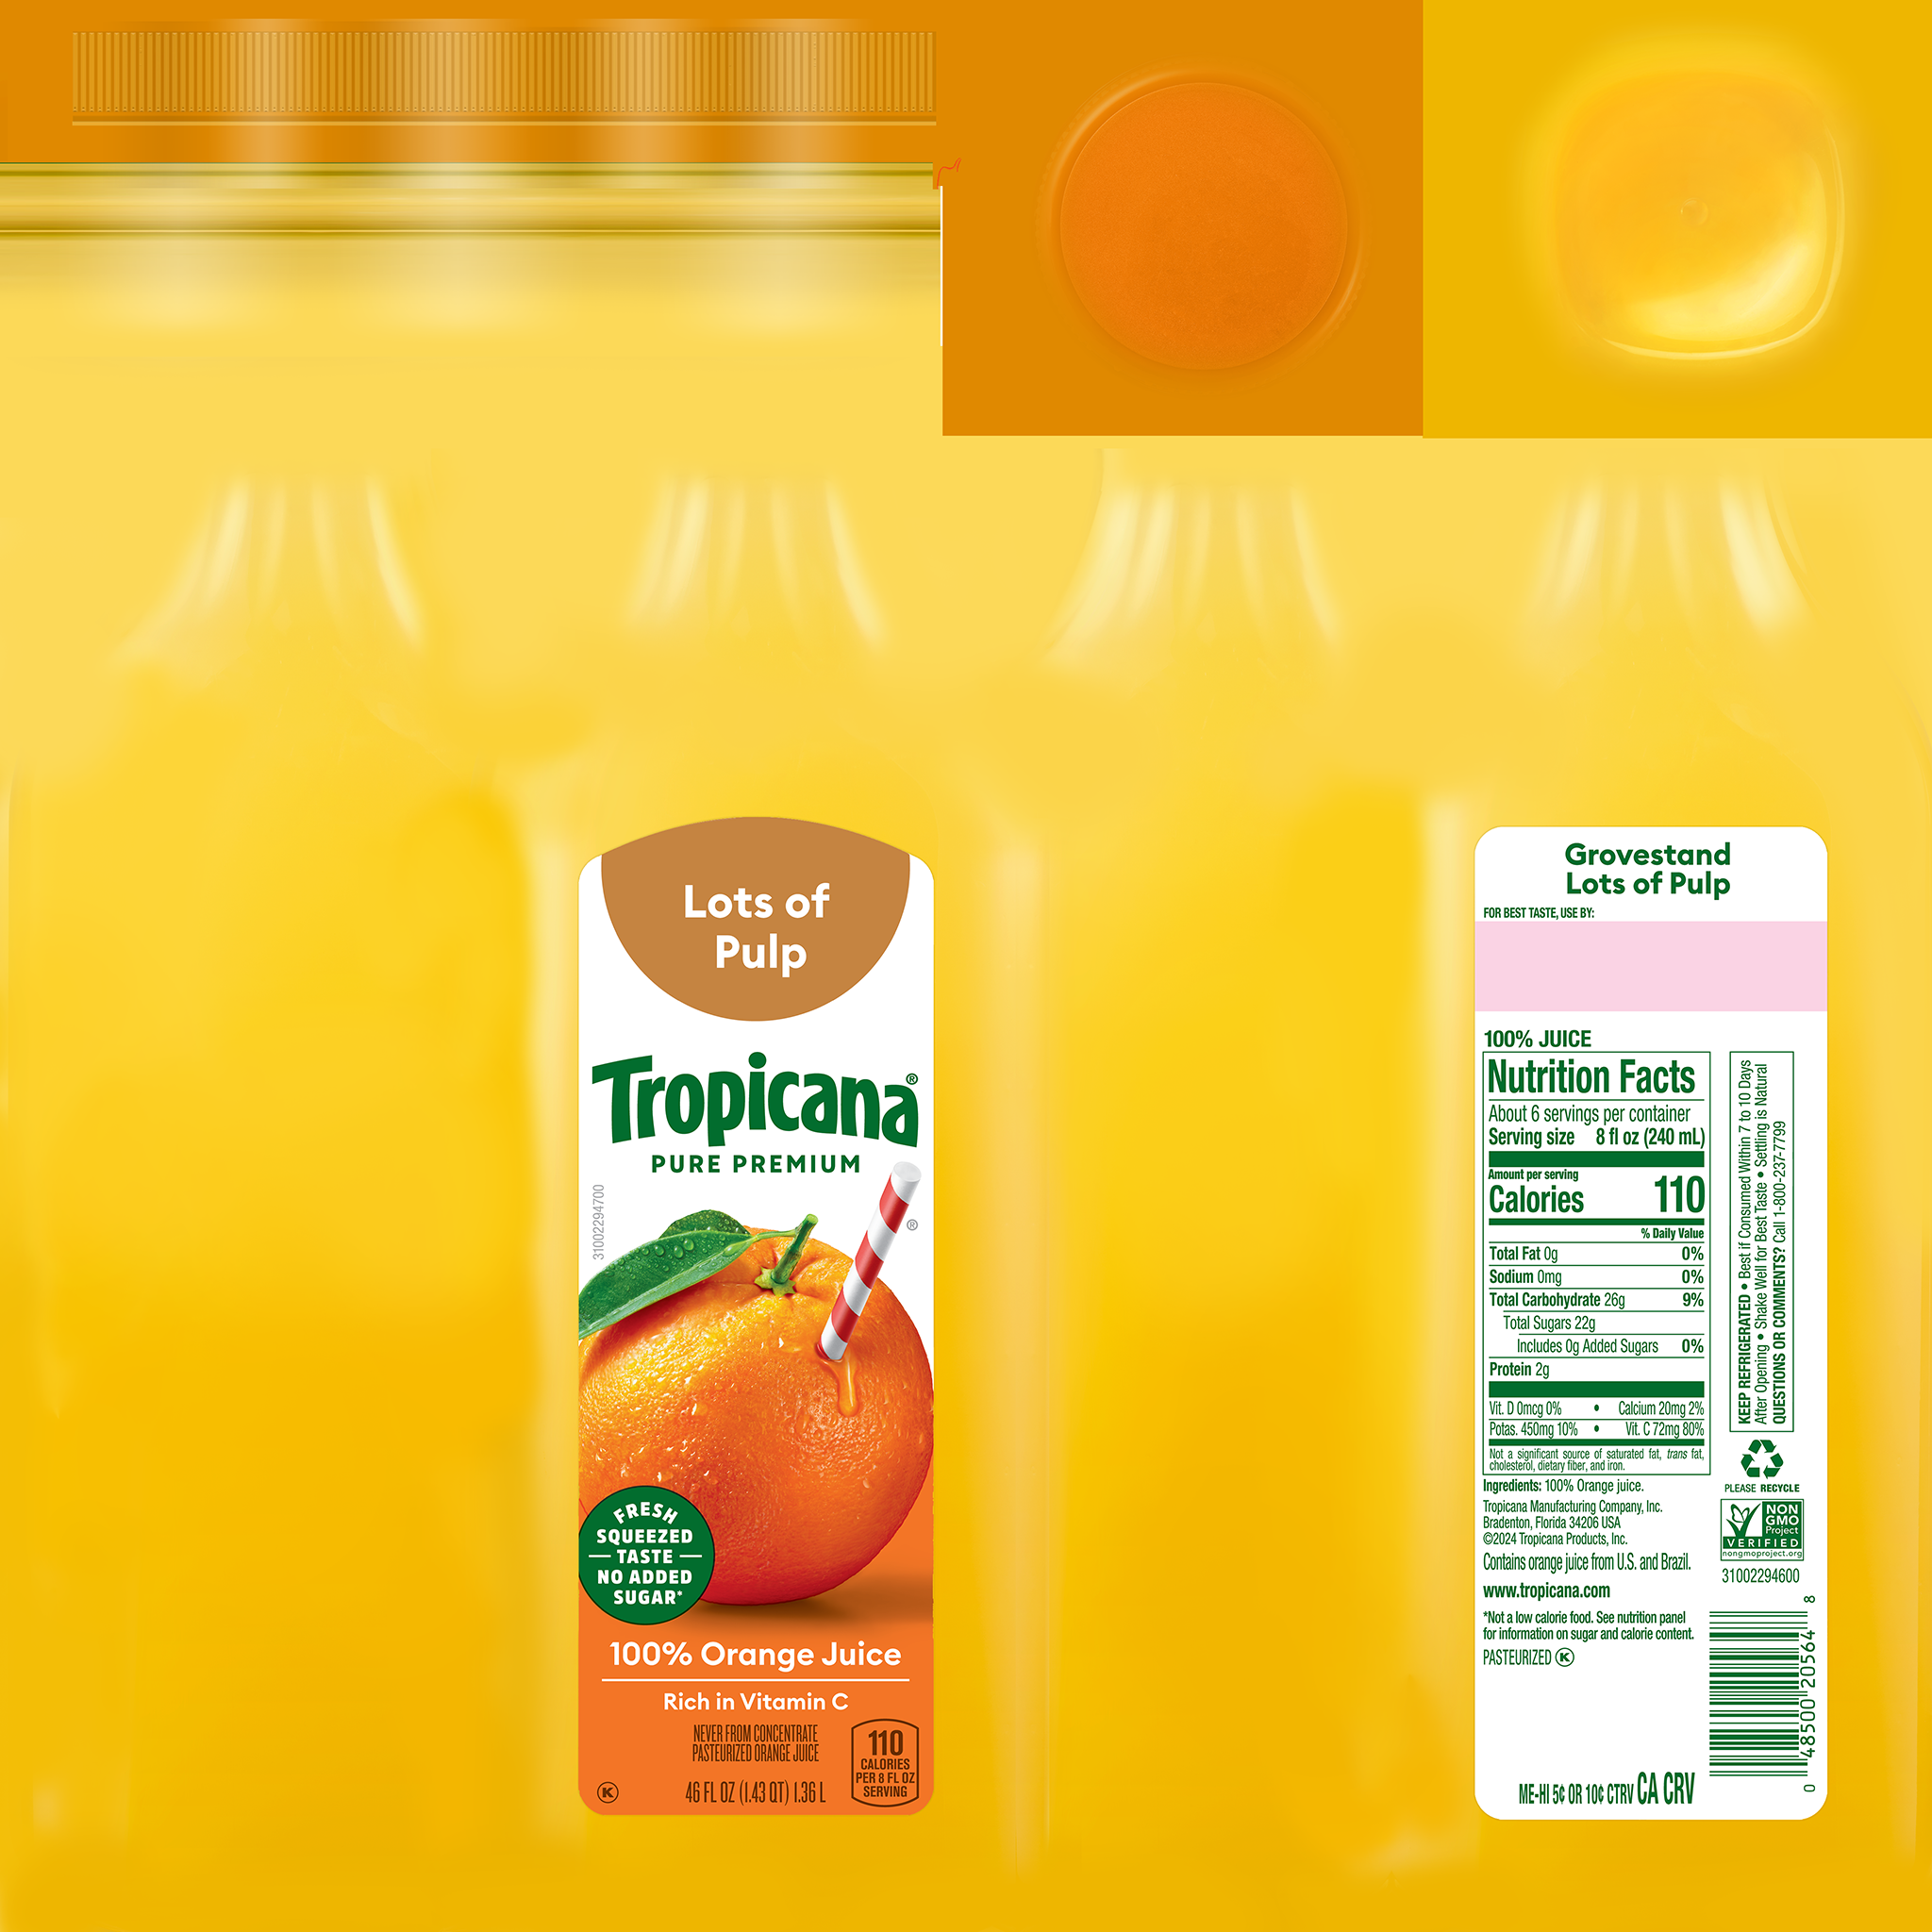 Lots of
Pulp
Tropicana®
PURE PREMIUM
31002294700
®
FRESH
SQUEEZED
TASTE
NO ADDED
SUGAR*
100% Orange Juice
Rich in Vitamin C
NEVER FROM CONCENTRATE
PASTEURIZED ORANGE JUICE
110
CALORIES
PER 8 FL OZ
SERVING
K
46 FL OZ (1.43 QT) 1.36 L
Grovestand
Lots of Pulp
FOR BEST TASTE, USE BY:
100% JUICE
Nutrition Facts
About 6 servings per container
Serving size 8 fl oz (240 mL)
Amount per serving
Calories 110
% Daily Value
Total Fat 0g 0%
Sodium 0mg 0%
Total Carbohydrate 26g 9%
Total Sugars 22g
Includes 0g Added Sugars 0%
Protein 2g
Vit. D 0mcg 0% • Calcium 20mg 2%
Potas. 450mg 10% • Vit. C 72mg 80%
Not a significant source of saturated fat, trans fat,
cholesterol, dietary fiber, and iron.
Ingredients: 100% Orange juice.
Tropicana Manufacturing Company, Inc.
Bradenton, Florida 34206 USA
©2024 Tropicana Products, Inc.
Contains orange juice from U.S. and Brazil.
www.tropicana.com
*Not a low calorie food. See nutrition panel
for information on sugar and calorie content.
PASTEURIZED K
KEEP REFRIGERATED • Best if Consumed Within 7 to 10 Days
After Opening • Shake Well for Best Taste • Settling is Natural
QUESTIONS OR COMMENTS? Call 1-800-237-7799
PLEASE RECYCLE
NON
GMO
Project
VERIFIED
nongmoproject.org
31002294600
0 48500 20564 8
ME-HI 5¢ OR 10¢ CTRV CA CRV